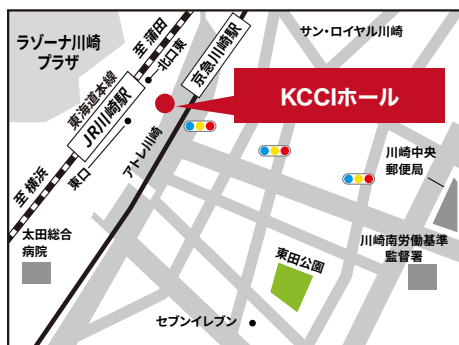 ラゾーナ川崎
プラザ
至蒲田
北口東
東海道本線
JR川崎駅
東口
至横浜
アトレ川崎
京急川崎駅
サン・ロイヤル川崎
KCCIホール
川崎中央
郵便局
太田総合
病院
川崎南労働基準
監督署
東田公園
セブンイレブン